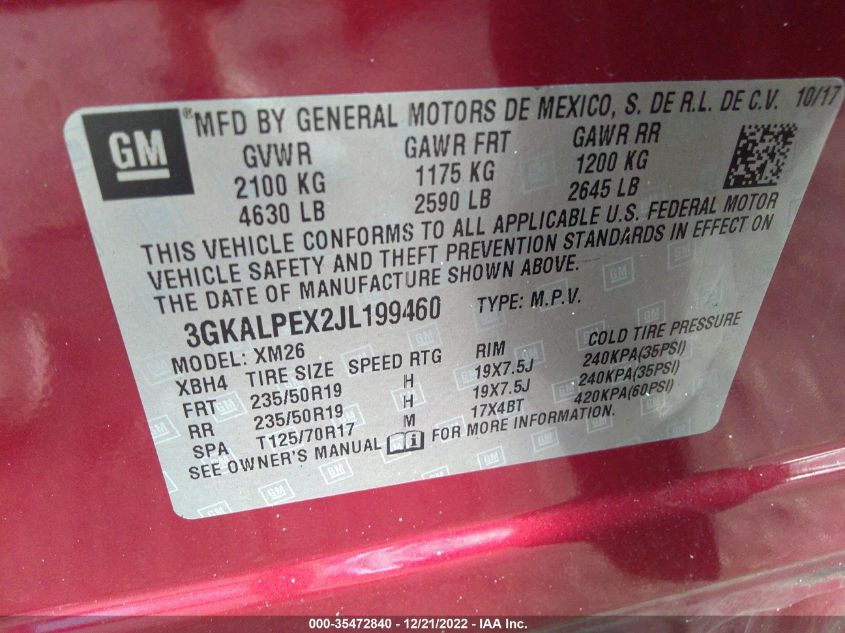 GM
®MFD BY GENERAL MOTORS DE MEXICO, S. DE R.L. DE C.V. 10/17
GVWR GAWR FRT GAWR RR
2100 KG 1175 KG 1200 KG
4630 LB 2590 LB 2645 LB
THIS VEHICLE CONFORMS TO ALL APPLICABLE U.S. FEDERAL MOTOR
VEHICLE SAFETY AND THEFT PREVENTION STANDARDS IN EFFECT ON
THE DATE OF MANUFACTURE SHOWN ABOVE.
3GKALPEX2JL199460 TYPE: M.P.V.
MODEL: XM26
XBH4 TIRE SIZE SPEED RTG RIM COLD TIRE PRESSURE
FRT 235/50R19 H 19X7.5J 240KPA(35PSI)
RR 235/50R19 H 19X7.5J 240KPA(35PSI)
SPA T125/70R17 M 17X4BT 420KPA(60PSI)
SEE OWNER'S MANUAL FOR MORE INFORMATION.
000-35472840 - 12/21/2022 - IAA Inc.